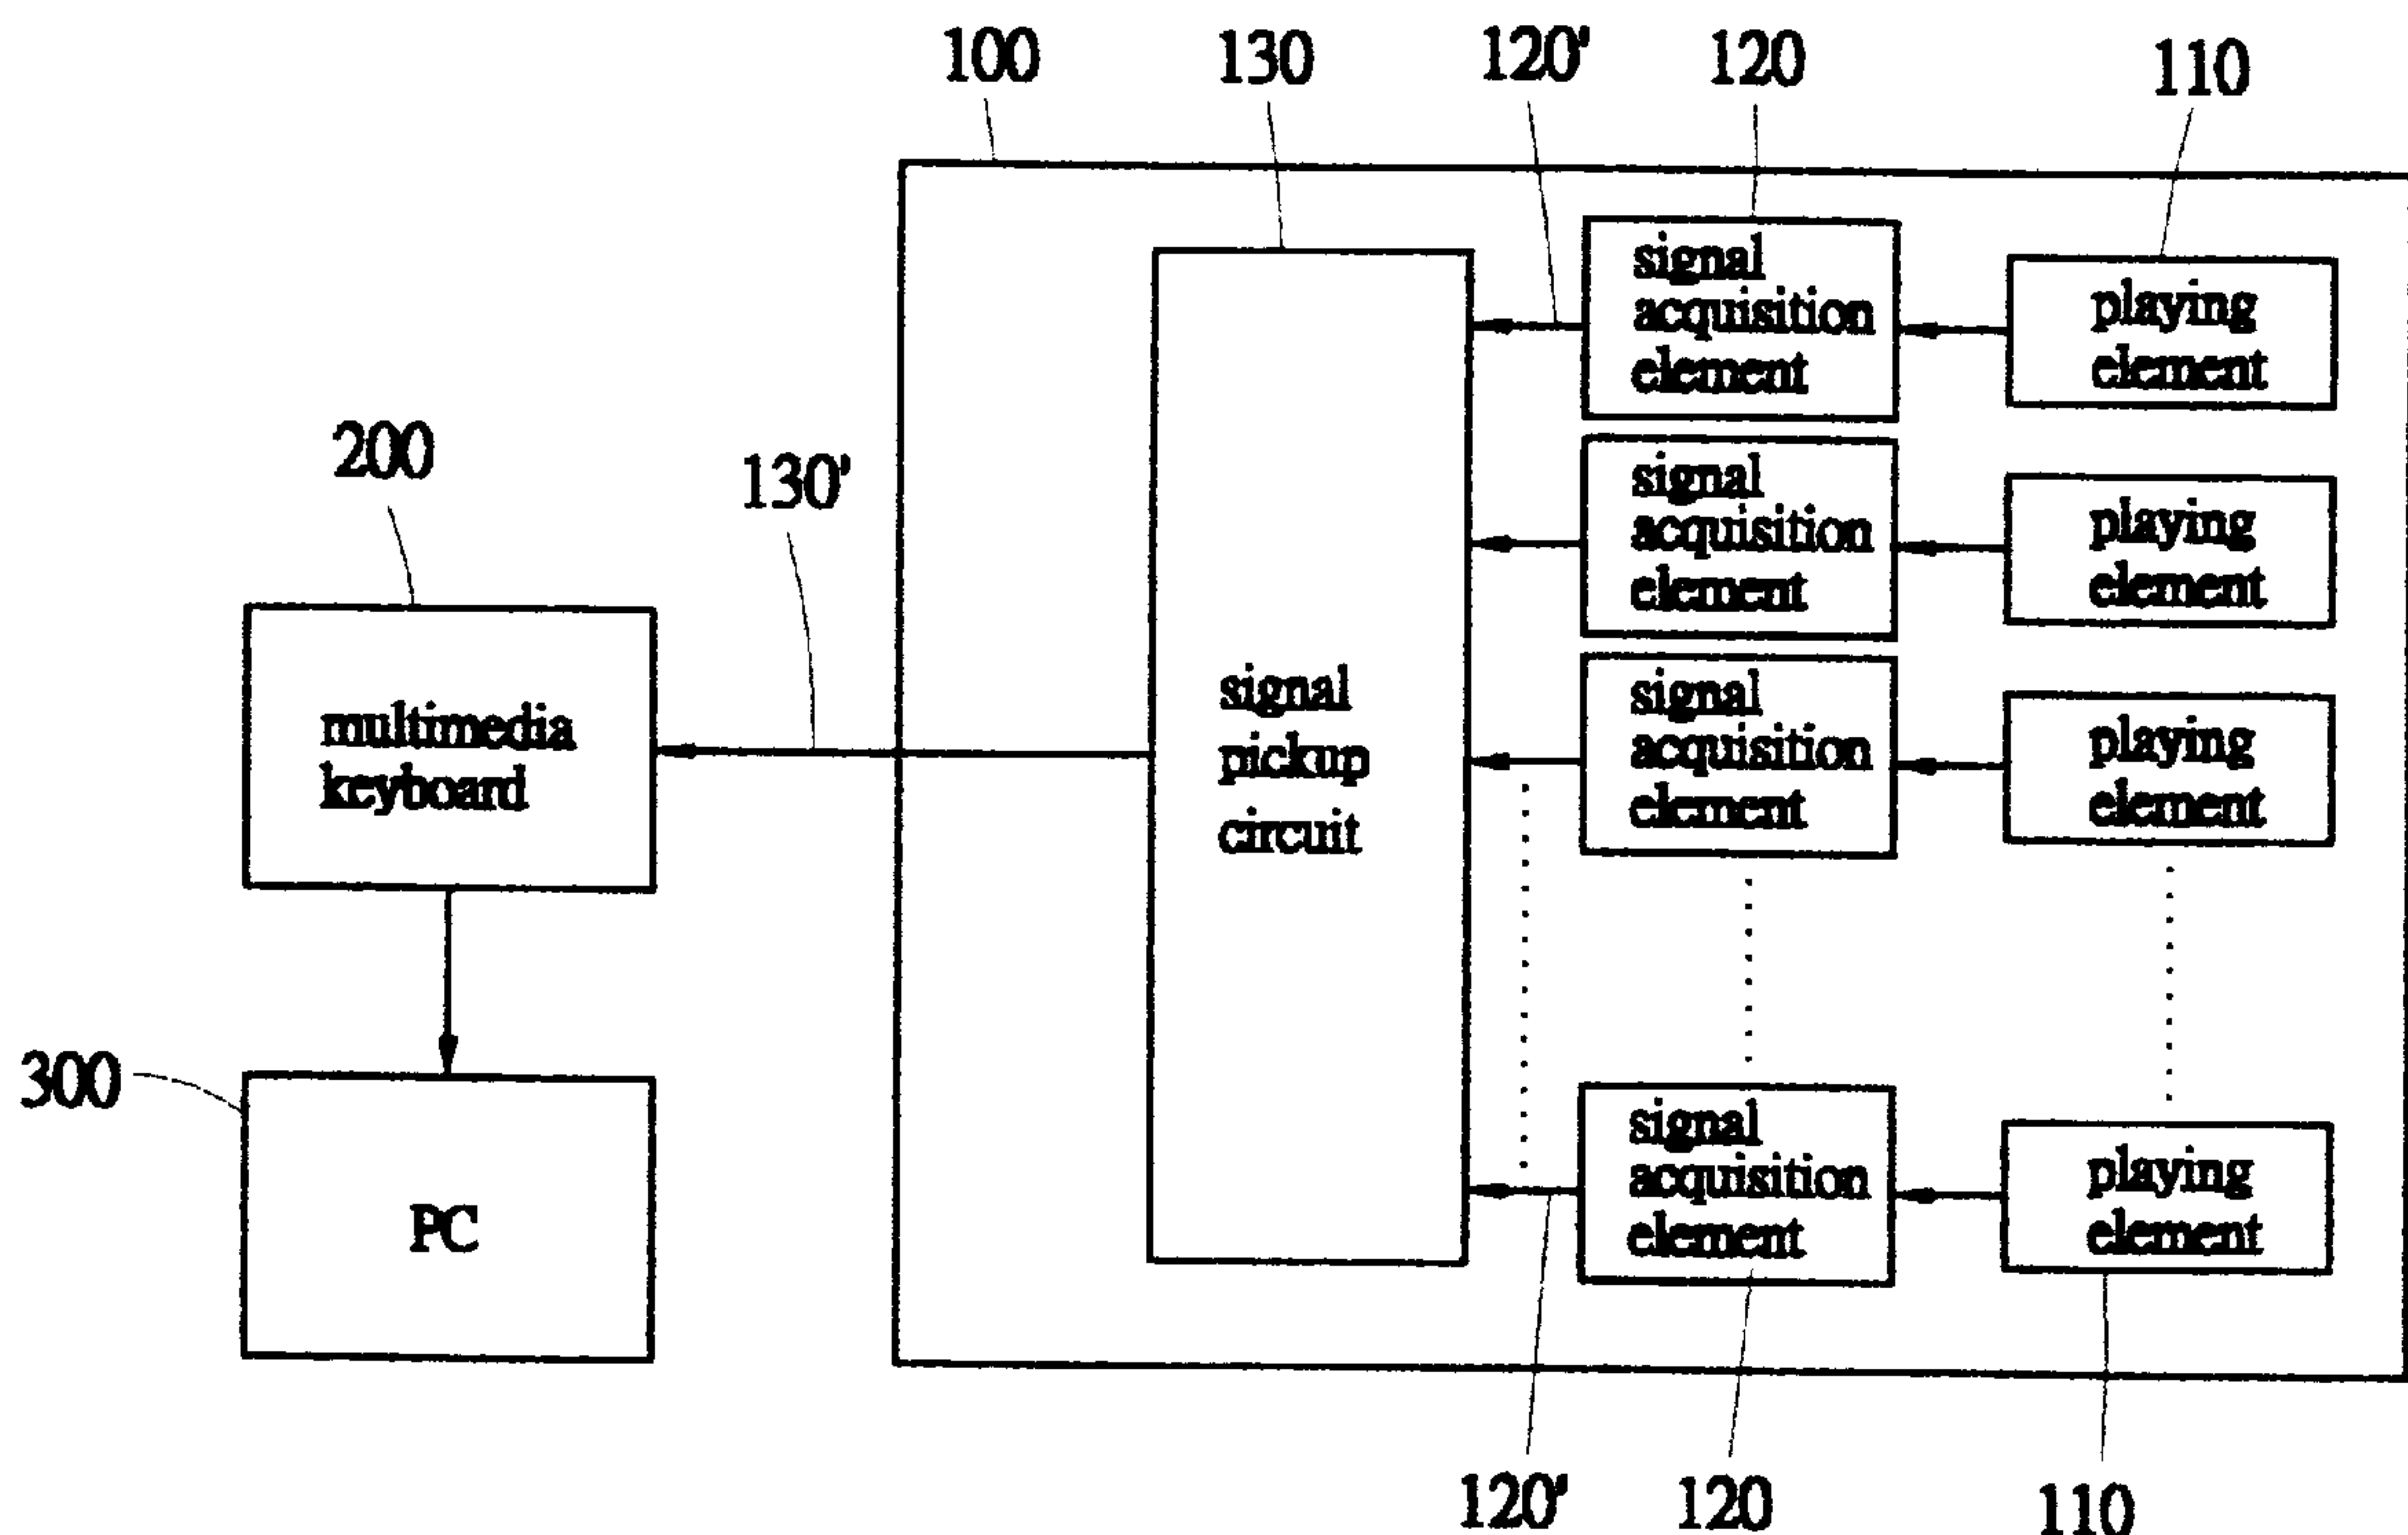 100
130
120'
120
110
signal
acquisition
element
playing
element
200
130'
signal
acquisition
element
playing
element
multimedia
keyboard
signal
pickup
circuit
signal
acquisition
element
playing
element
300
PC
signal
acquisition
element
playing
element
120'
120
110